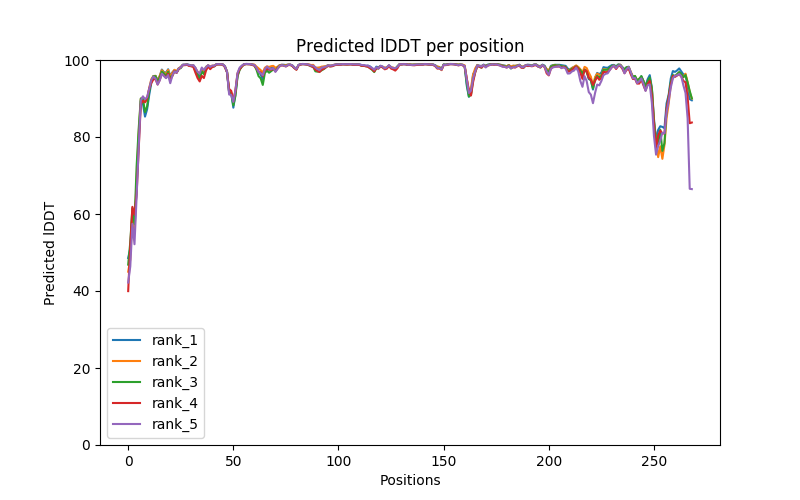 Predicted lDDT per position
100
80
60
40
20
0
Predicted lDDT
rank_1
rank_2
rank_3
rank_4
rank_5
0 50 100 150 200 250
Positions